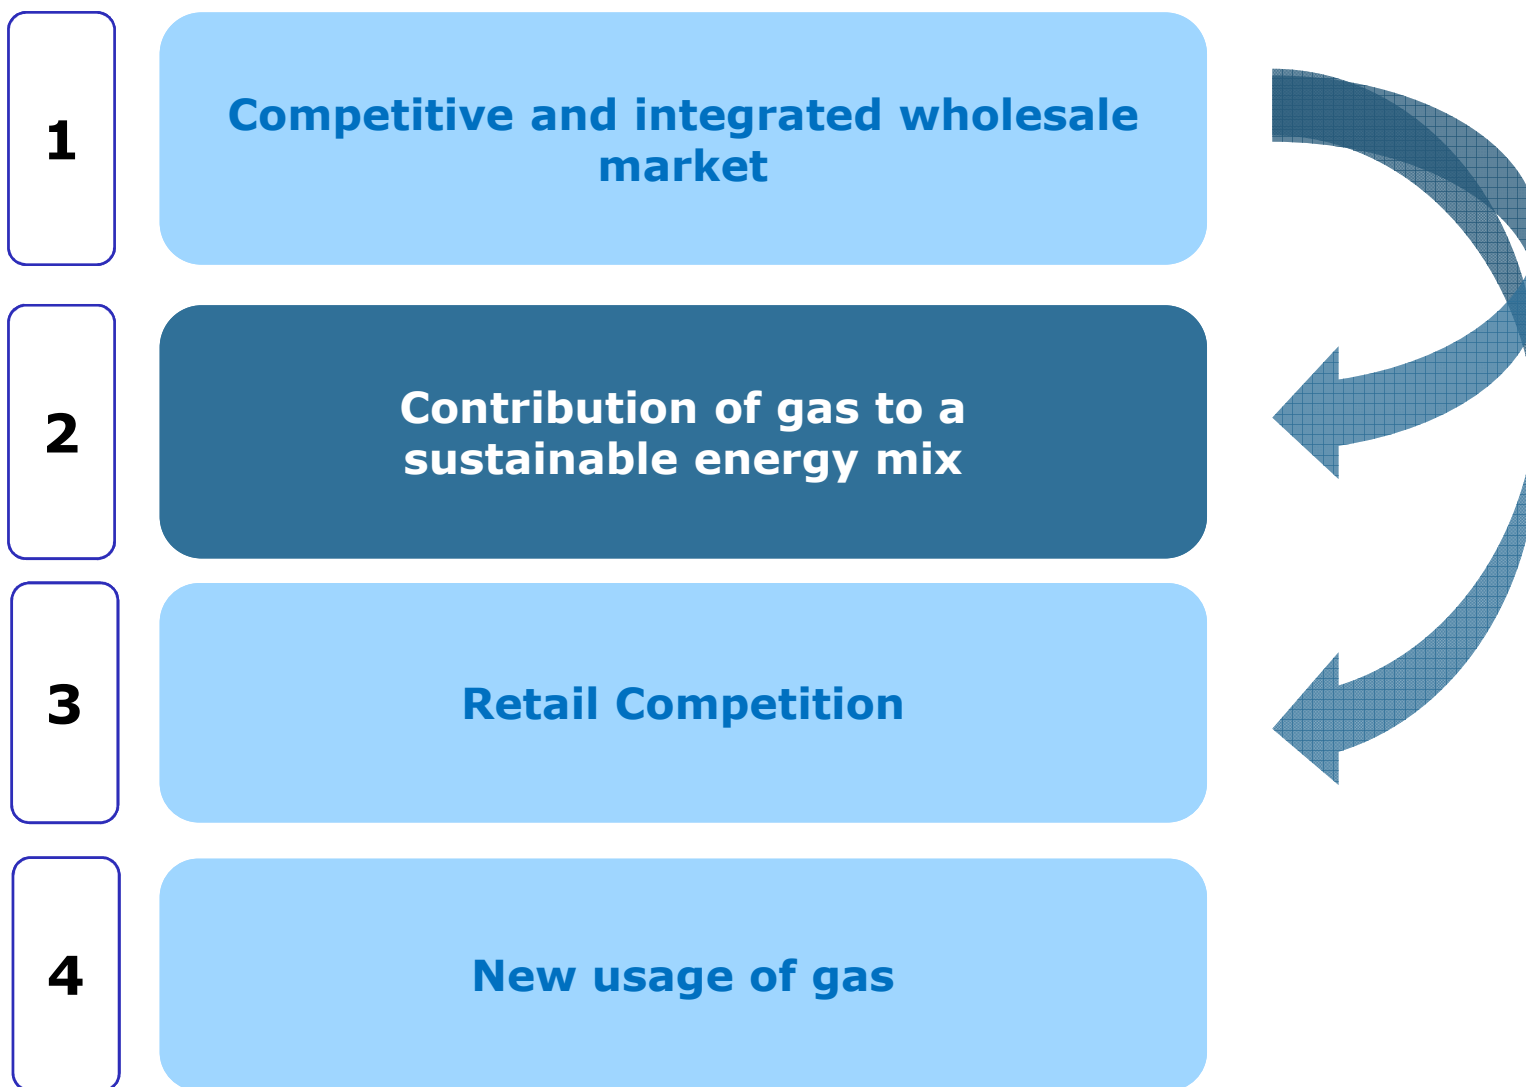 1
Competitive and integrated wholesale
market
2
Contribution of gas to a
sustainable energy mix
3
Retail Competition
4
New usage of gas